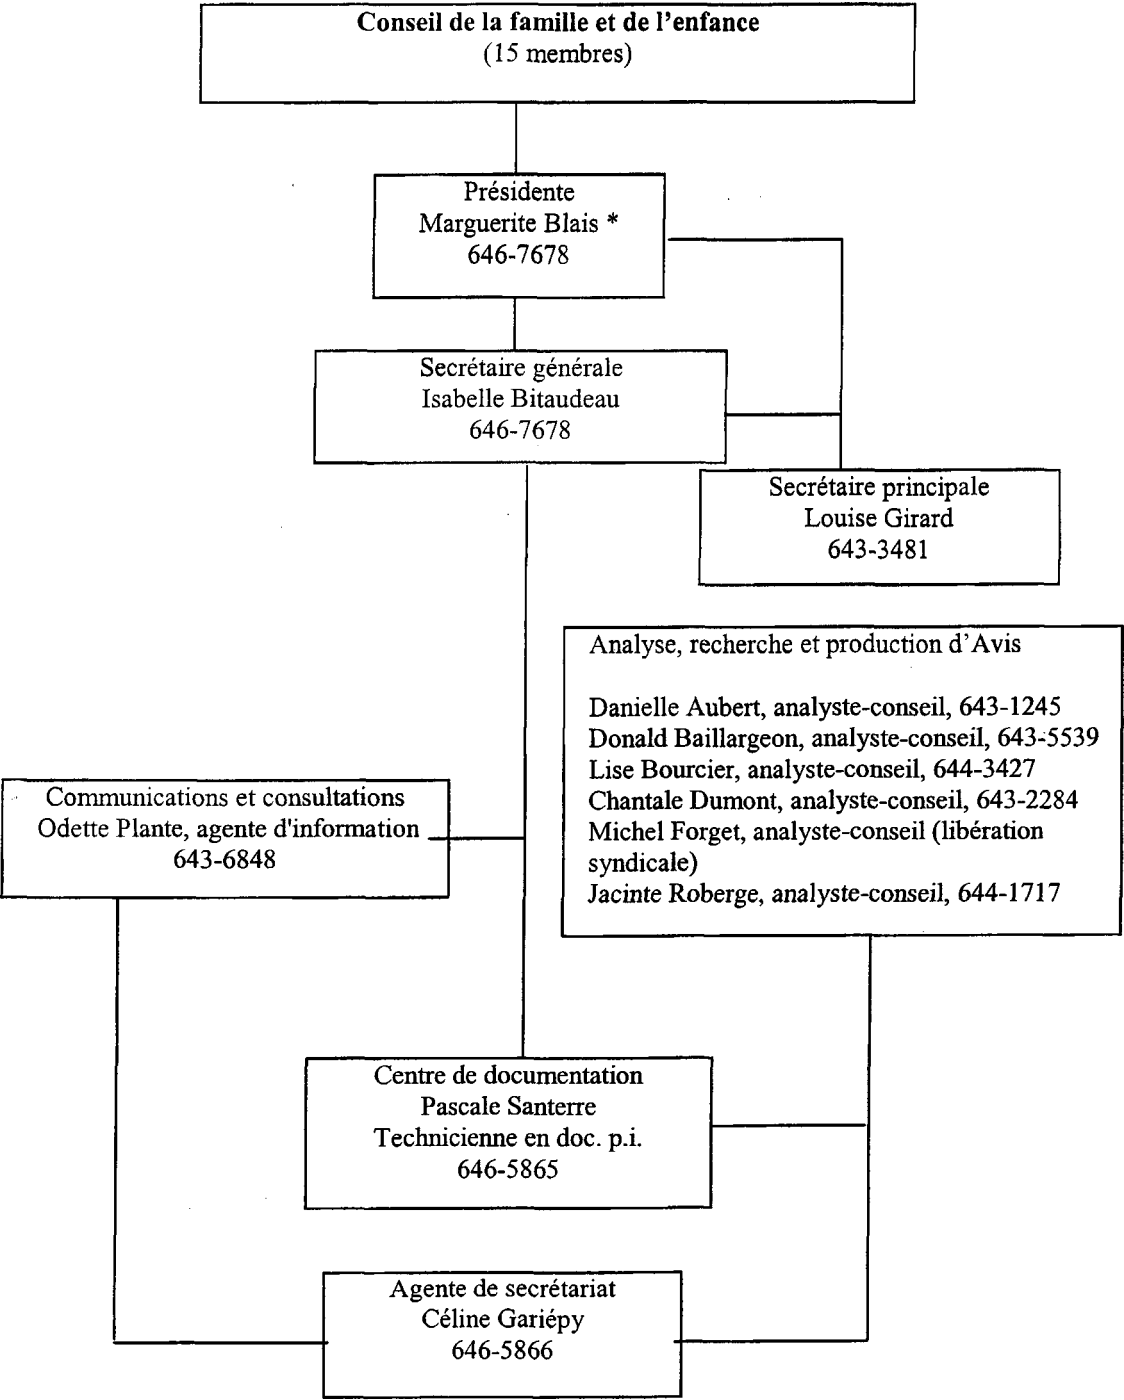 Conseil de la famille et de l'enfance
(15 membres)
Présidente
Marguerite Blais *
646-7678
Secrétaire générale
Isabelle Bitaudeau
646-7678
Secrétaire principale
Louise Girard
643-3481
Analyse, recherche et production d'Avis
Danielle Aubert, analyste-conseil, 643-1245
Donald Baillargeon, analyste-conseil, 643-5539
Lise Bourcier, analyste-conseil, 644-3427
Chantale Dumont, analyste-conseil, 643-2284
Michel Forget, analyste-conseil (libération
syndicale)
Jacinte Roberge, analyste-conseil, 644-1717
Communications et consultations
Odette Plante, agente d'information
643-6848
Centre de documentation
Pascale Santerre
Technicienne en doc. p.i.
646-5865
Agente de secrétariat
Céline Gariépy
646-5866